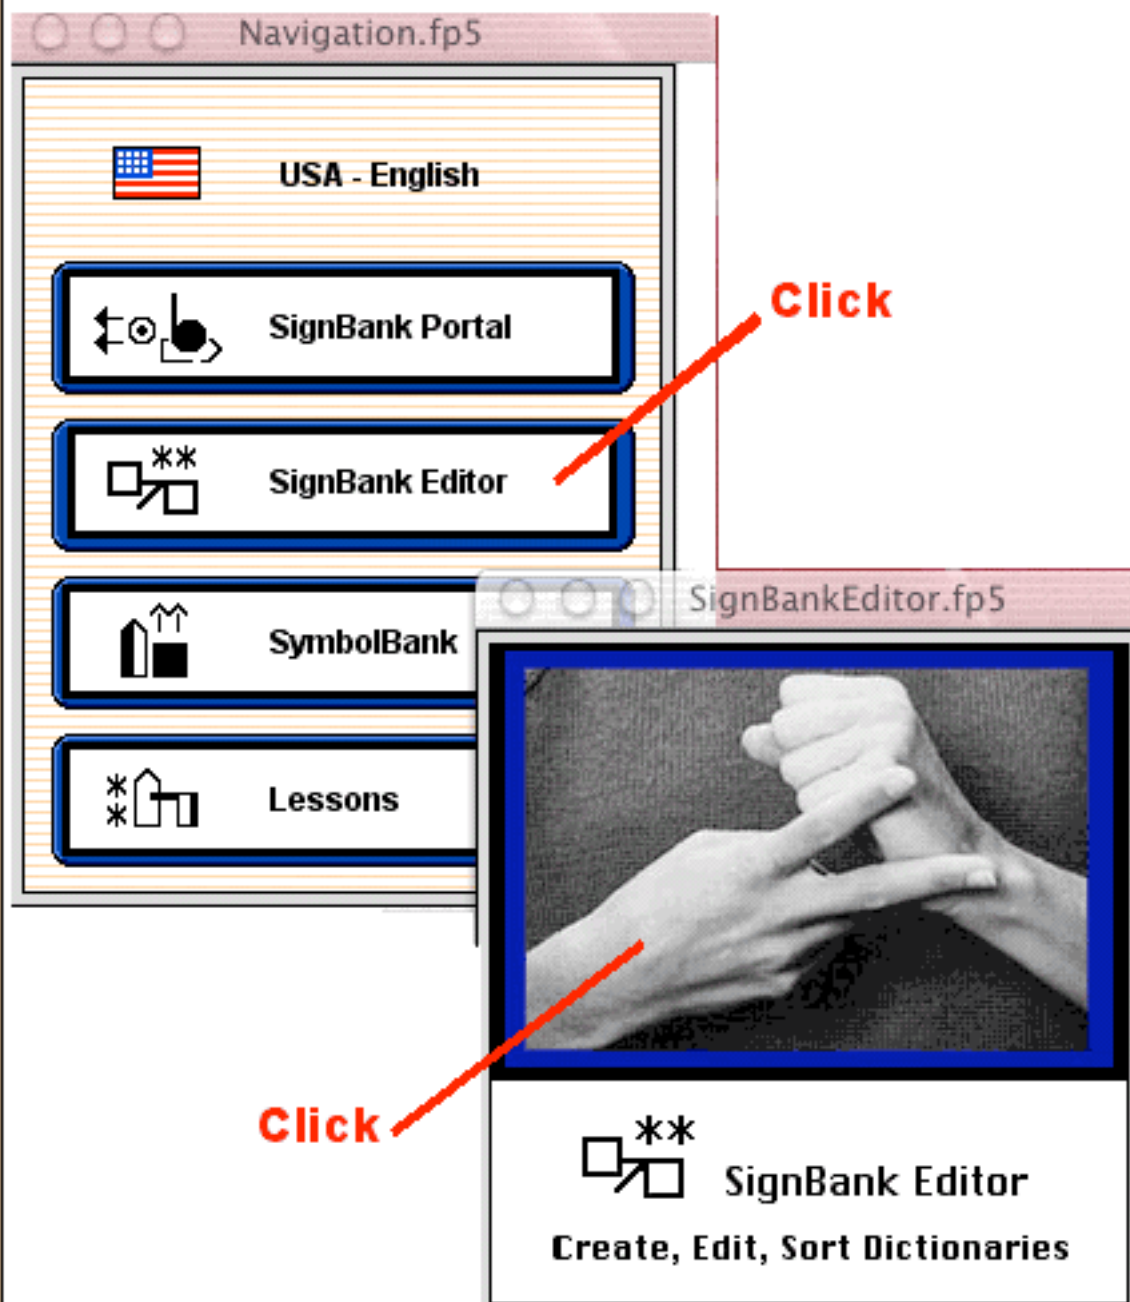 Navigation.fp5
USA - English
SignBank Portal
Click
SignBank Editor
SymbolBank
Lessons
SignBankEditor.fp5
Click
SignBank Editor
Create, Edit, Sort Dictionaries